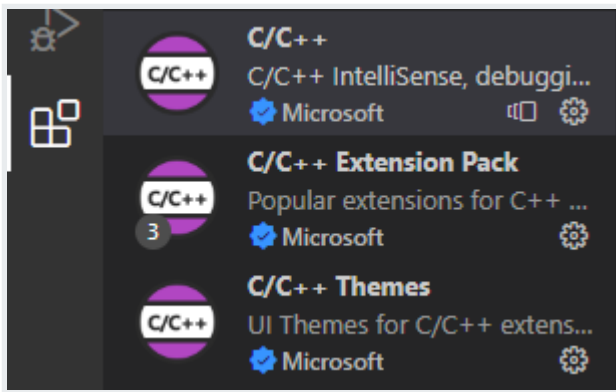 C/C++
C/C++
C/C++ IntelliSense, debuggi...
Microsoft
C/C++ Extension Pack
C/C++
Popular extensions for C++ ...
3
Microsoft
C/C++ Themes
C/C++
UI Themes for C/C++ extens...
Microsoft